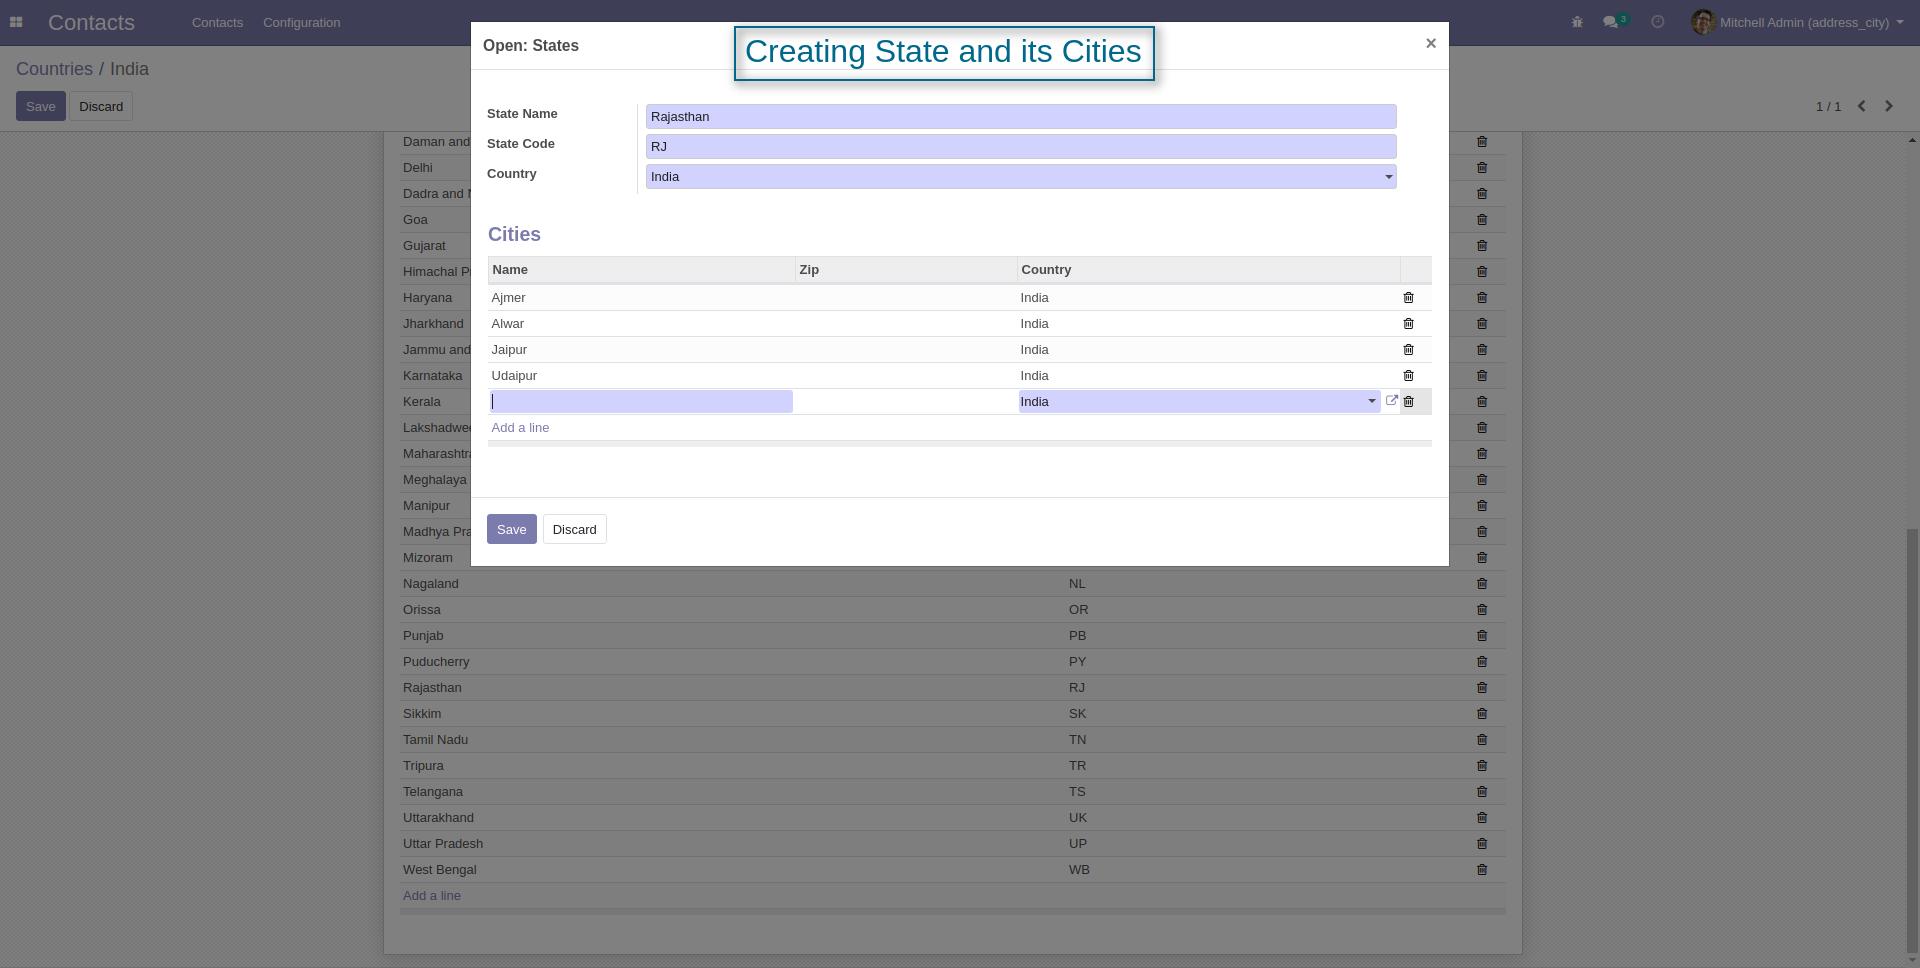 Contacts Contacts Configuration 3 Mitchell Admin (address_city)
Open: States Creating State and its Cities ×
Countries / India
Save Discard 1 / 1
State Name Rajasthan
State Code RJ
Country India
Cities
Name Zip Country
Ajmer India
Alwar India
Jaipur India
Udaipur India
India
Add a line
Save Discard
Daman and
Delhi
Dadra and N
Goa
Gujarat
Himachal P
Haryana
Jharkhand
Jammu and
Karnataka
Kerala
Lakshadwee
Maharashtra
Meghalaya
Manipur
Madhya Pra
Mizoram
Nagaland NL
Orissa OR
Punjab PB
Puducherry PY
Rajasthan RJ
Sikkim SK
Tamil Nadu TN
Tripura TR
Telangana TS
Uttarakhand UK
Uttar Pradesh UP
West Bengal WB
Add a line